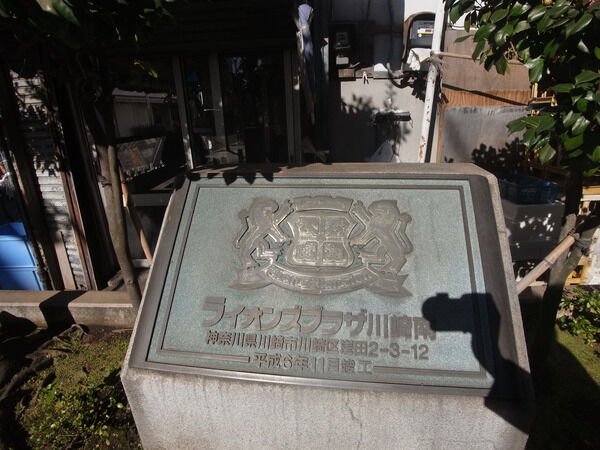 ライオンズプラザ川崎南
神奈川県川崎市川崎区
田2-3-12
平成6年11月竣工